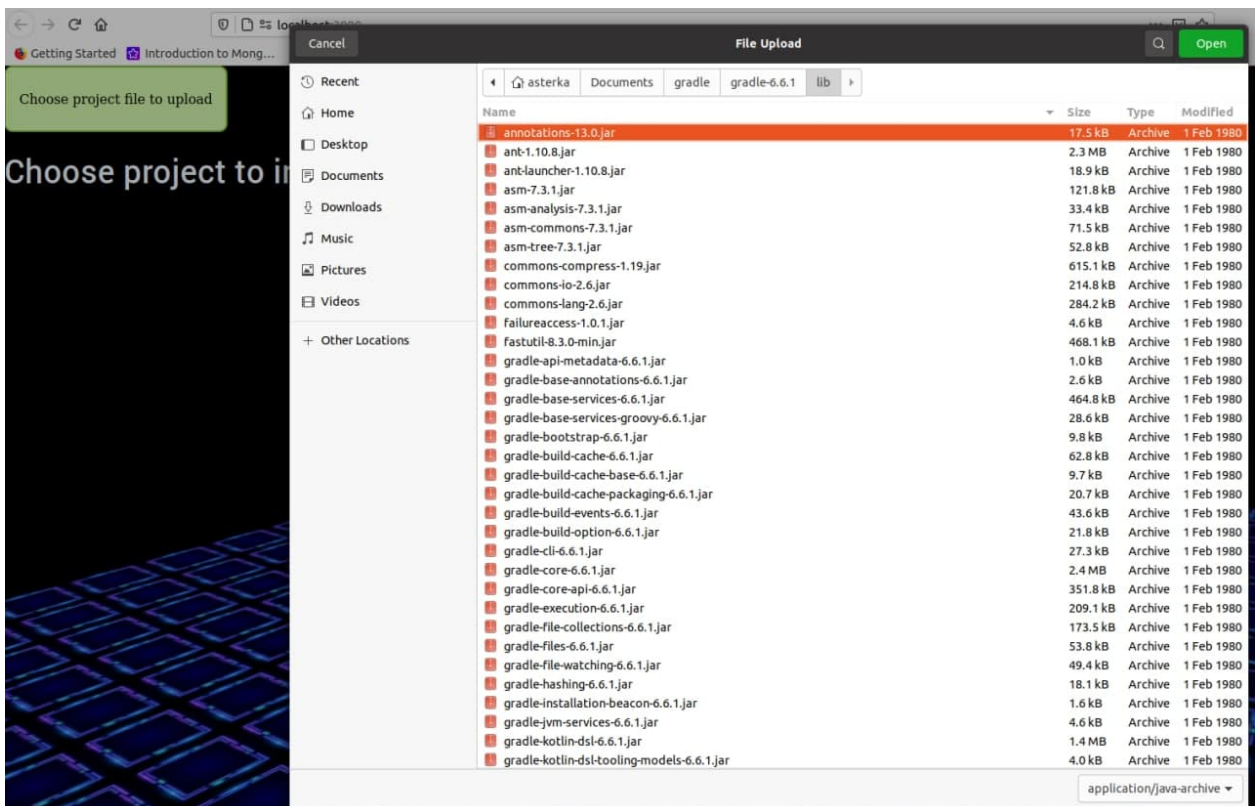 localhost:3000
Getting Started Introduction to Mong...
Choose project file to upload
Choose project to i
Cancel File Upload Open
Recent
Home
Desktop
Documents
Downloads
Music
Pictures
Videos
+ Other Locations
asterka Documents gradle gradle-6.6.1 lib
Name Size Type Modified
annotations-13.0.jar 17.5 kB Archive 1 Feb 1980
ant-1.10.8.jar 2.3 MB Archive 1 Feb 1980
ant-launcher-1.10.8.jar 18.9 kB Archive 1 Feb 1980
asm-7.3.1.jar 121.8 kB Archive 1 Feb 1980
asm-analysis-7.3.1.jar 33.4 kB Archive 1 Feb 1980
asm-commons-7.3.1.jar 71.5 kB Archive 1 Feb 1980
asm-tree-7.3.1.jar 52.8 kB Archive 1 Feb 1980
commons-compress-1.19.jar 615.1 kB Archive 1 Feb 1980
commons-io-2.6.jar 214.8 kB Archive 1 Feb 1980
commons-lang-2.6.jar 284.2 kB Archive 1 Feb 1980
failureaccess-1.0.1.jar 4.6 kB Archive 1 Feb 1980
fastutil-8.3.0-min.jar 468.1 kB Archive 1 Feb 1980
gradle-api-metadata-6.6.1.jar 1.0 kB Archive 1 Feb 1980
gradle-base-annotations-6.6.1.jar 2.6 kB Archive 1 Feb 1980
gradle-base-services-6.6.1.jar 464.8 kB Archive 1 Feb 1980
gradle-base-services-groovy-6.6.1.jar 28.6 kB Archive 1 Feb 1980
gradle-bootstrap-6.6.1.jar 9.8 kB Archive 1 Feb 1980
gradle-build-cache-6.6.1.jar 62.8 kB Archive 1 Feb 1980
gradle-build-cache-base-6.6.1.jar 9.7 kB Archive 1 Feb 1980
gradle-build-cache-packaging-6.6.1.jar 20.7 kB Archive 1 Feb 1980
gradle-build-events-6.6.1.jar 43.6 kB Archive 1 Feb 1980
gradle-build-option-6.6.1.jar 21.8 kB Archive 1 Feb 1980
gradle-cli-6.6.1.jar 27.3 kB Archive 1 Feb 1980
gradle-core-6.6.1.jar 2.4 MB Archive 1 Feb 1980
gradle-core-api-6.6.1.jar 351.8 kB Archive 1 Feb 1980
gradle-execution-6.6.1.jar 209.1 kB Archive 1 Feb 1980
gradle-file-collections-6.6.1.jar 173.5 kB Archive 1 Feb 1980
gradle-files-6.6.1.jar 53.8 kB Archive 1 Feb 1980
gradle-file-watching-6.6.1.jar 49.4 kB Archive 1 Feb 1980
gradle-hashing-6.6.1.jar 18.1 kB Archive 1 Feb 1980
gradle-installation-beacon-6.6.1.jar 1.6 kB Archive 1 Feb 1980
gradle-jvm-services-6.6.1.jar 4.6 kB Archive 1 Feb 1980
gradle-kotlin-dsl-6.6.1.jar 1.4 MB Archive 1 Feb 1980
gradle-kotlin-dsl-tooling-models-6.6.1.jar 4.0 kB Archive 1 Feb 1980
application/java-archive